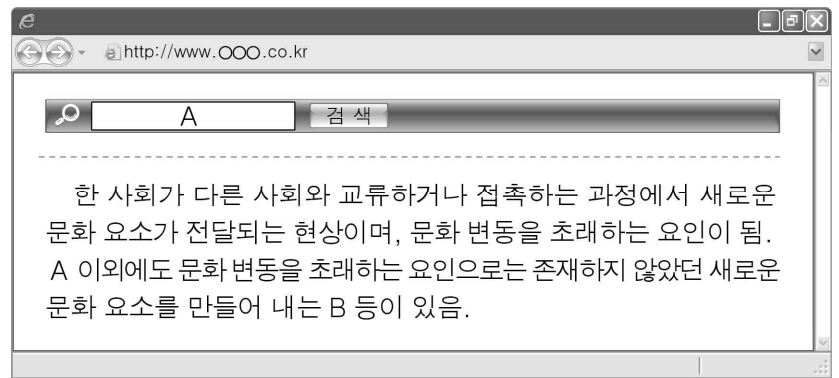 http://www.○○○.co.kr
A 검 색
한 사회가 다른 사회와 교류하거나 접촉하는 과정에서 새로운
문화 요소가 전달되는 현상이며, 문화 변동을 초래하는 요인이 됨.
A 이외에도 문화 변동을 초래하는 요인으로는 존재하지 않았던 새로운
문화 요소를 만들어 내는 B 등이 있음.